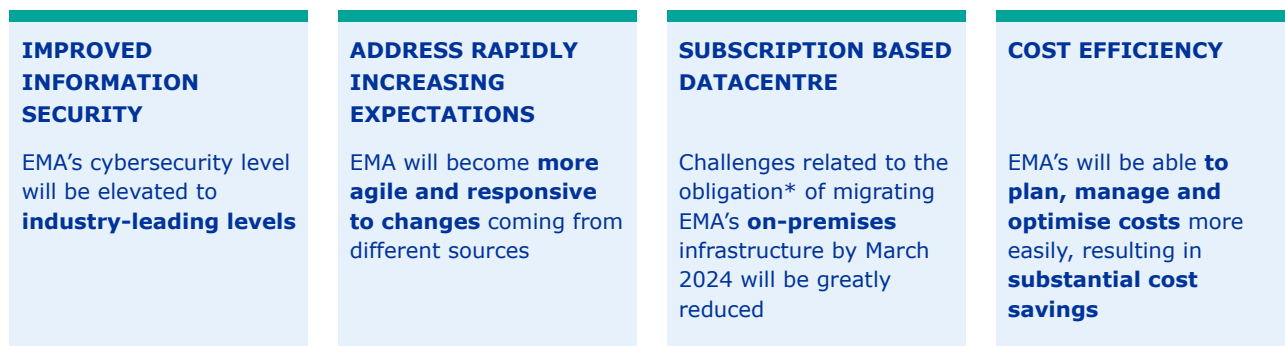 IMPROVED
INFORMATION
SECURITY
EMA’s cybersecurity level
will be elevated to
industry-leading levels
ADDRESS RAPIDLY
INCREASING
EXPECTATIONS
EMA will become more
agile and responsive
to changes coming from
different sources
SUBSCRIPTION BASED
DATACENTRE
Challenges related to the
obligation* of migrating
EMA’s on-premises
infrastructure by March
2024 will be greatly
reduced
COST EFFICIENCY
EMA’s will be able to
plan, manage and
optimise costs more
easily, resulting in
substantial cost
savings